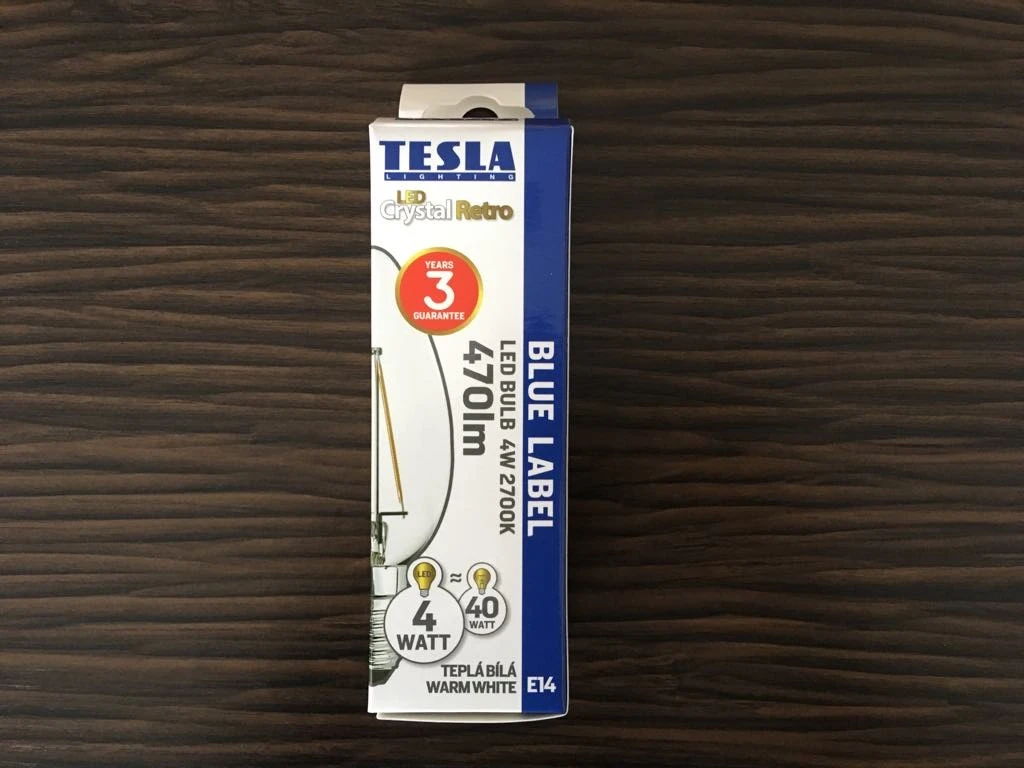 TESLA
LIGHTING
LED
Crystal Retro
YEARS
3
GUARANTEE
BLUE LABEL
LED BULB 4W 2700K
470lm
LED
≈
4
WATT
40
WATT
TEPLÁ BÍLÁ
WARM WHITE
E14